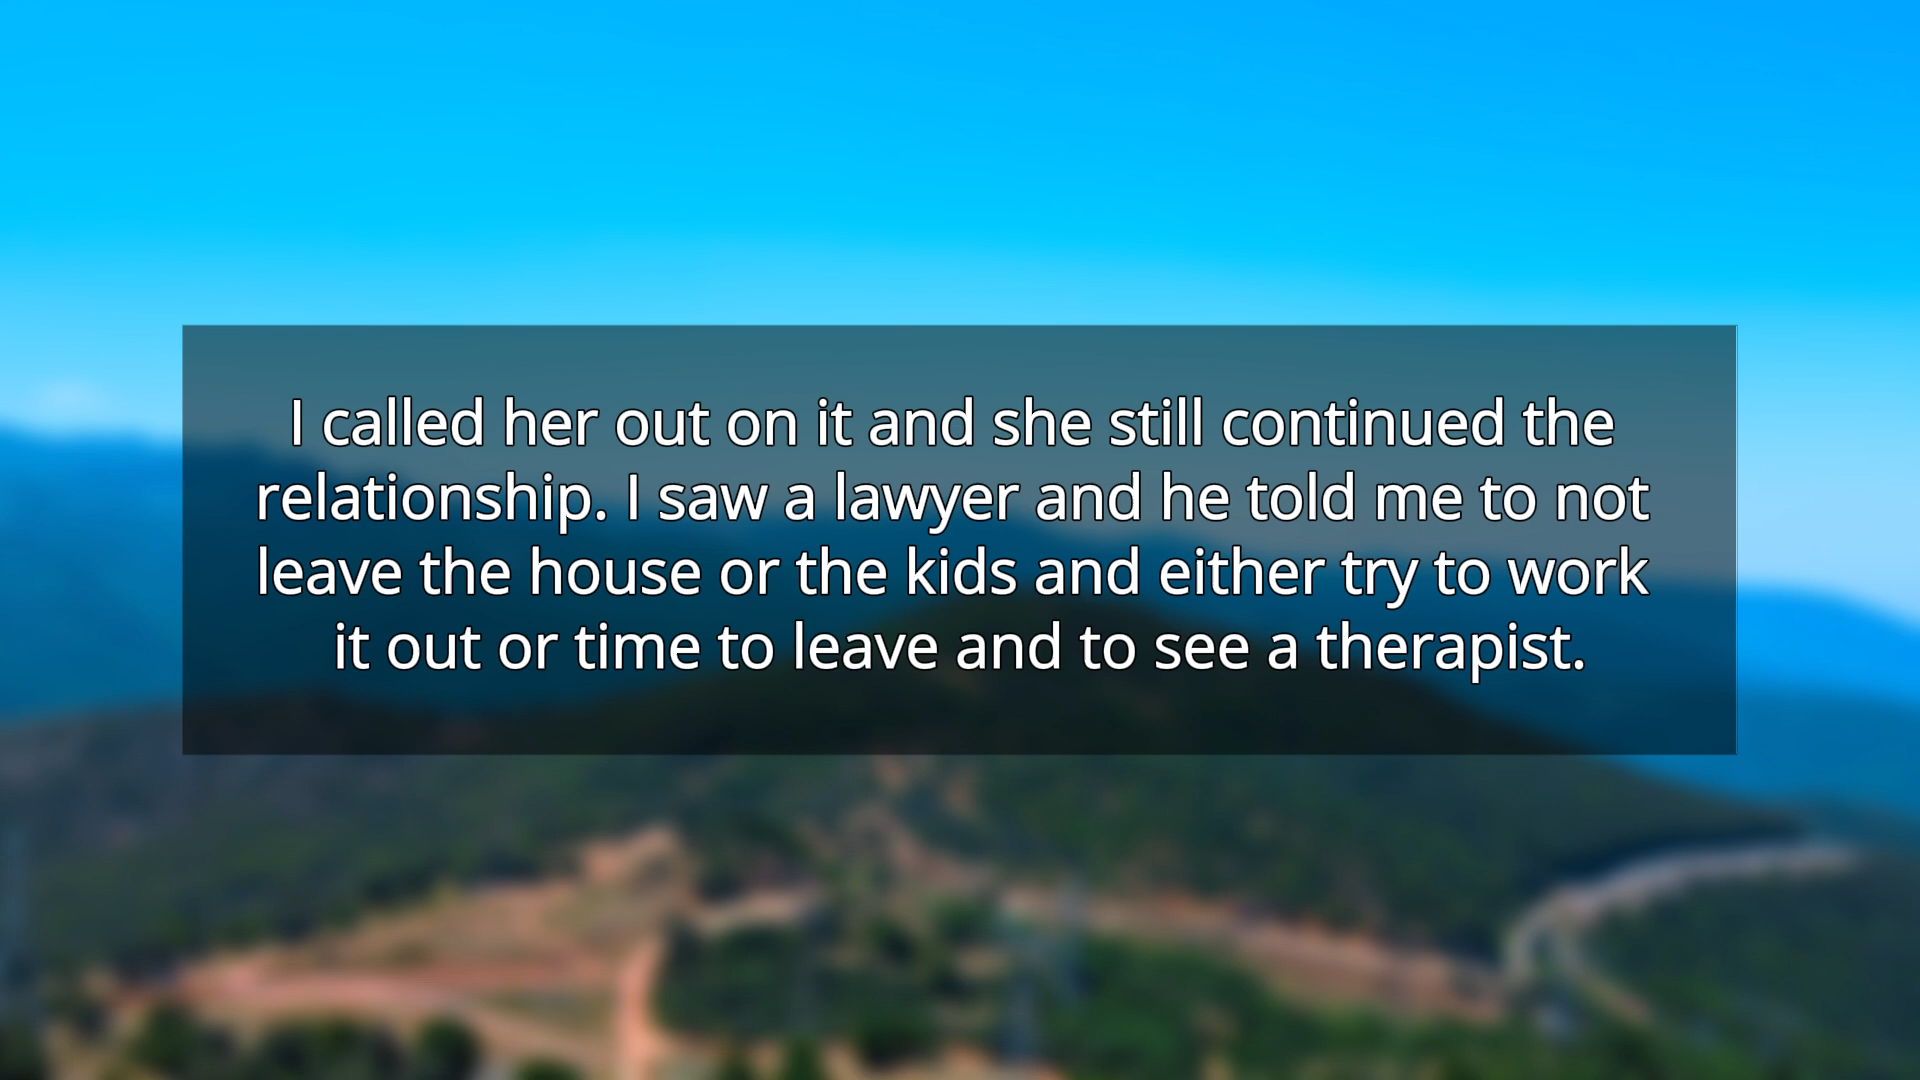 I called her out on it and she still continued the
relationship. I saw a lawyer and he told me to not
leave the house or the kids and either try to work
it out or time to leave and to see a therapist.